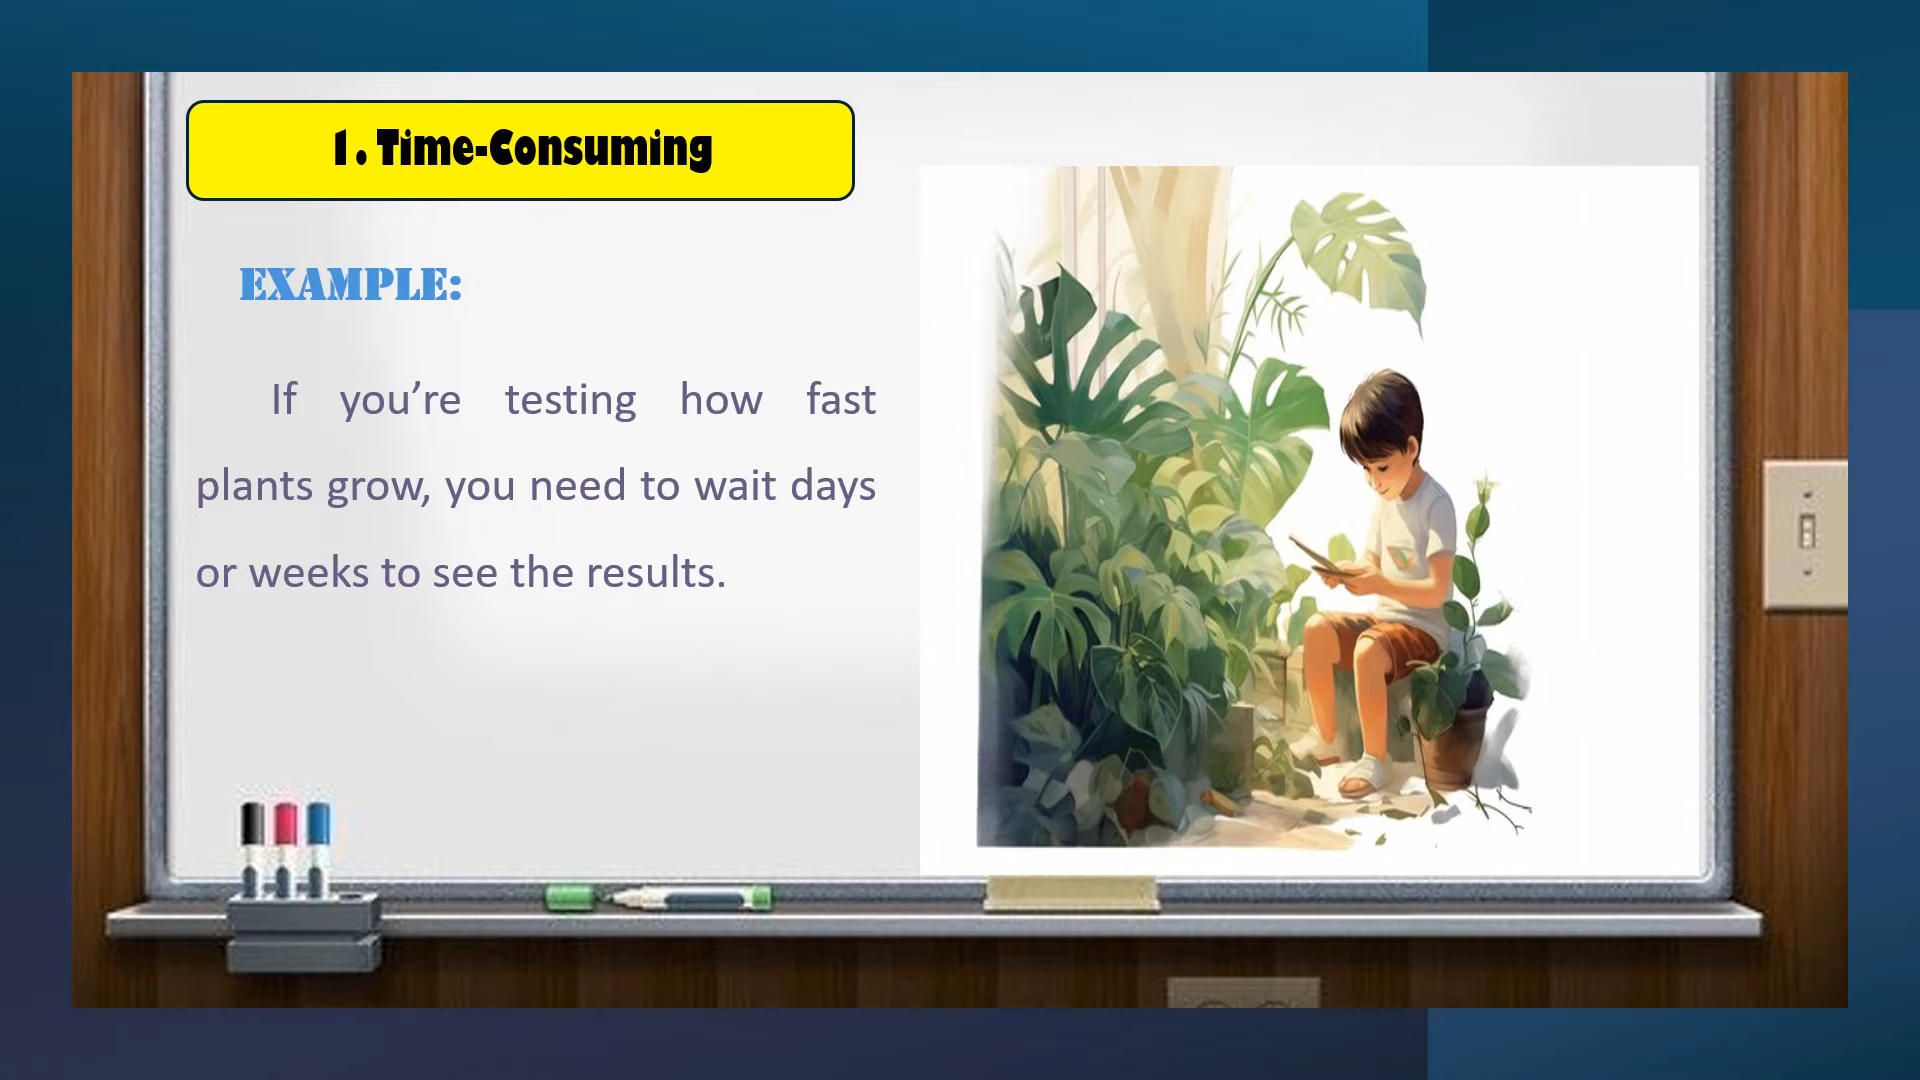 1. Time-Consuming
EXAMPLE:
If you’re testing how fast
plants grow, you need to wait days
or weeks to see the results.